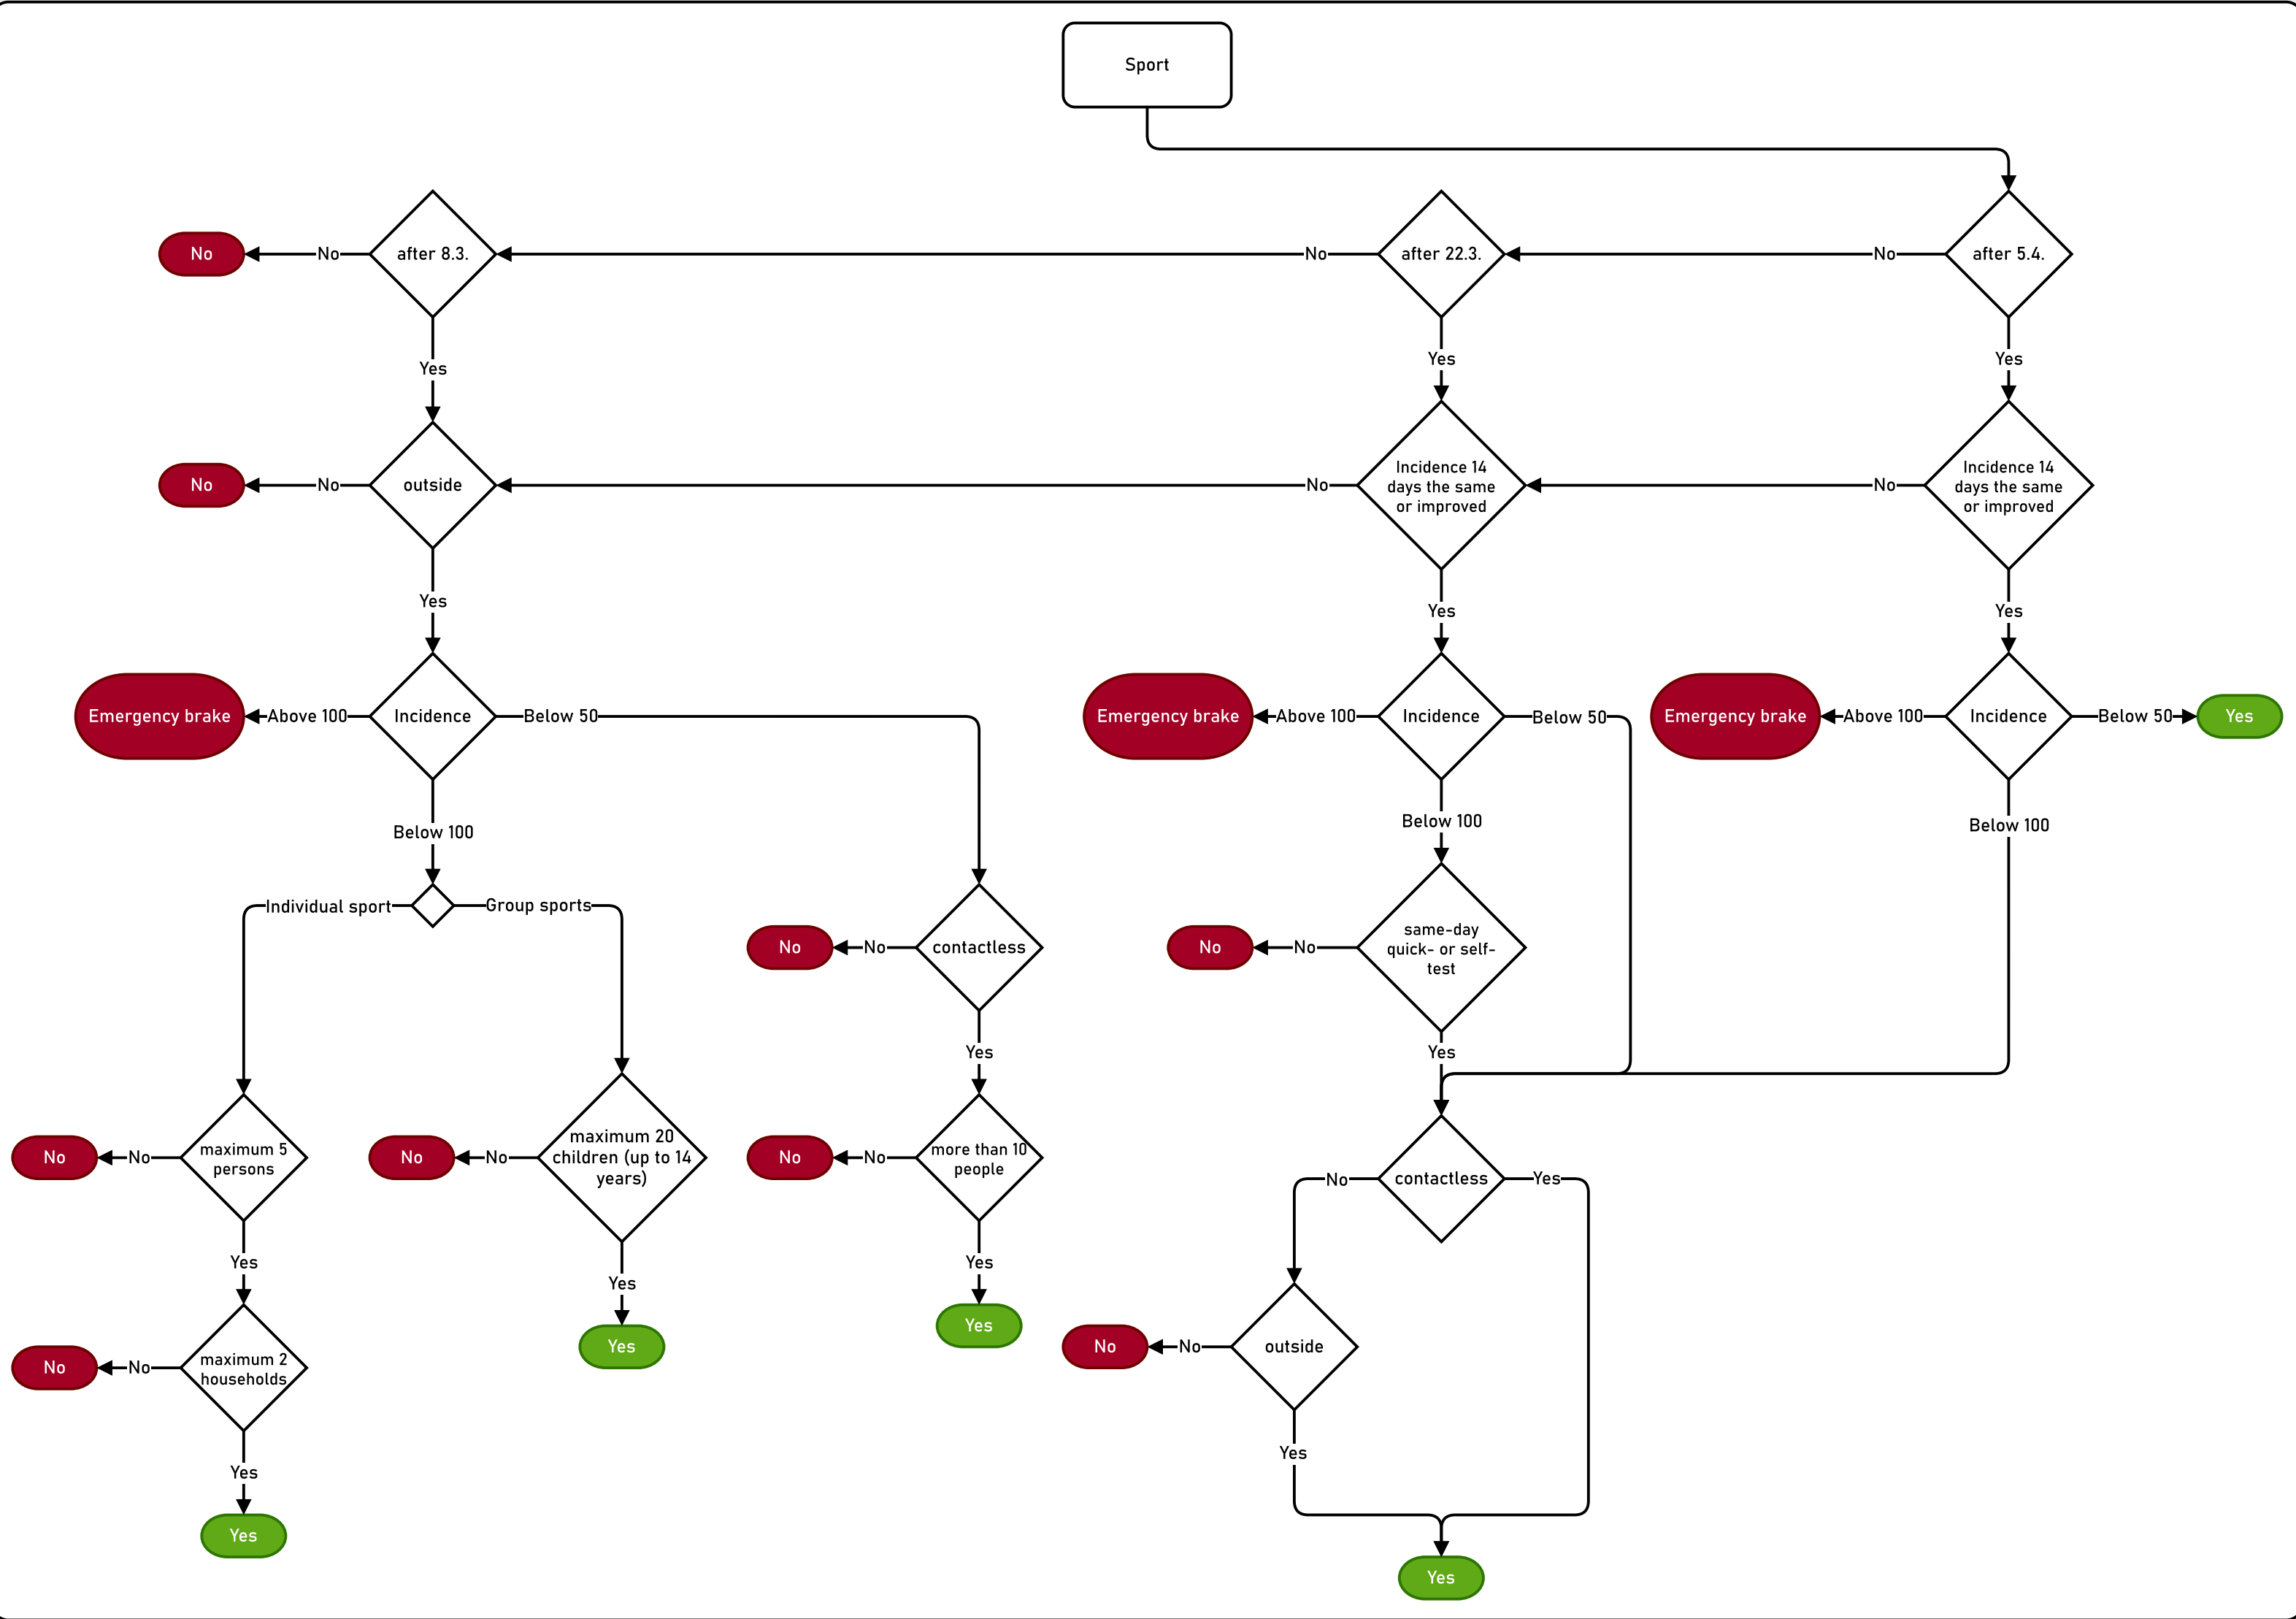 Sport
No
No
after 8.3.
No
after 22.3.
No
after 5.4.
Yes
Yes
Yes
No
No
outside
No
Incidence 14
days the same
or improved
No
Incidence 14
days the same
or improved
Yes
Yes
Yes
Emergency brake
Above 100
Incidence
Below 50
Emergency brake
Above 100
Incidence
Below 50
Emergency brake
Above 100
Incidence
Below 50
Yes
Below 100
Below 100
Below 100
Individual sport
Group sports
No
No
contactless
No
No
same-day
quick- or self-
test
Yes
Yes
No
No
maximum 5
persons
No
No
maximum 20
children (up to 14
years)
No
No
more than 10
people
No
contactless
Yes
Yes
Yes
Yes
Yes
Yes
No
No
maximum 2
households
No
No
outside
Yes
Yes
Yes
Yes
Yes